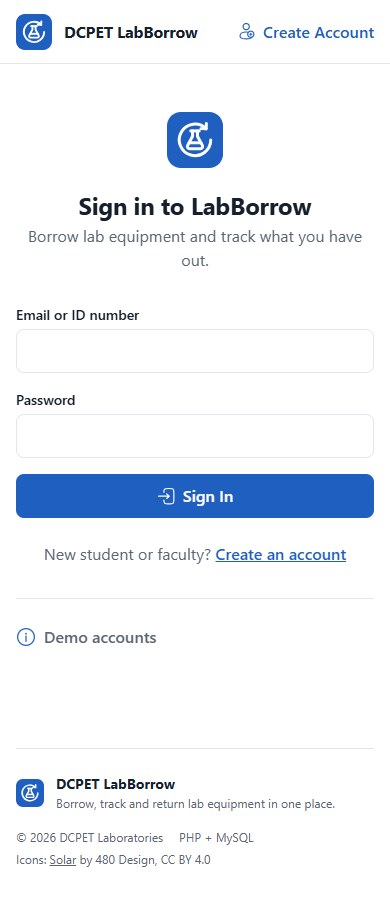 DCPET LabBorrow
Create Account
Sign in to LabBorrow
Borrow lab equipment and track what you have
out.
Email or ID number
Password
Sign In
New student or faculty? Create an account
Demo accounts
DCPET LabBorrow
Borrow, track and return lab equipment in one place.
© 2026 DCPET Laboratories PHP + MySQL
Icons: Solar by 480 Design, CC BY 4.0